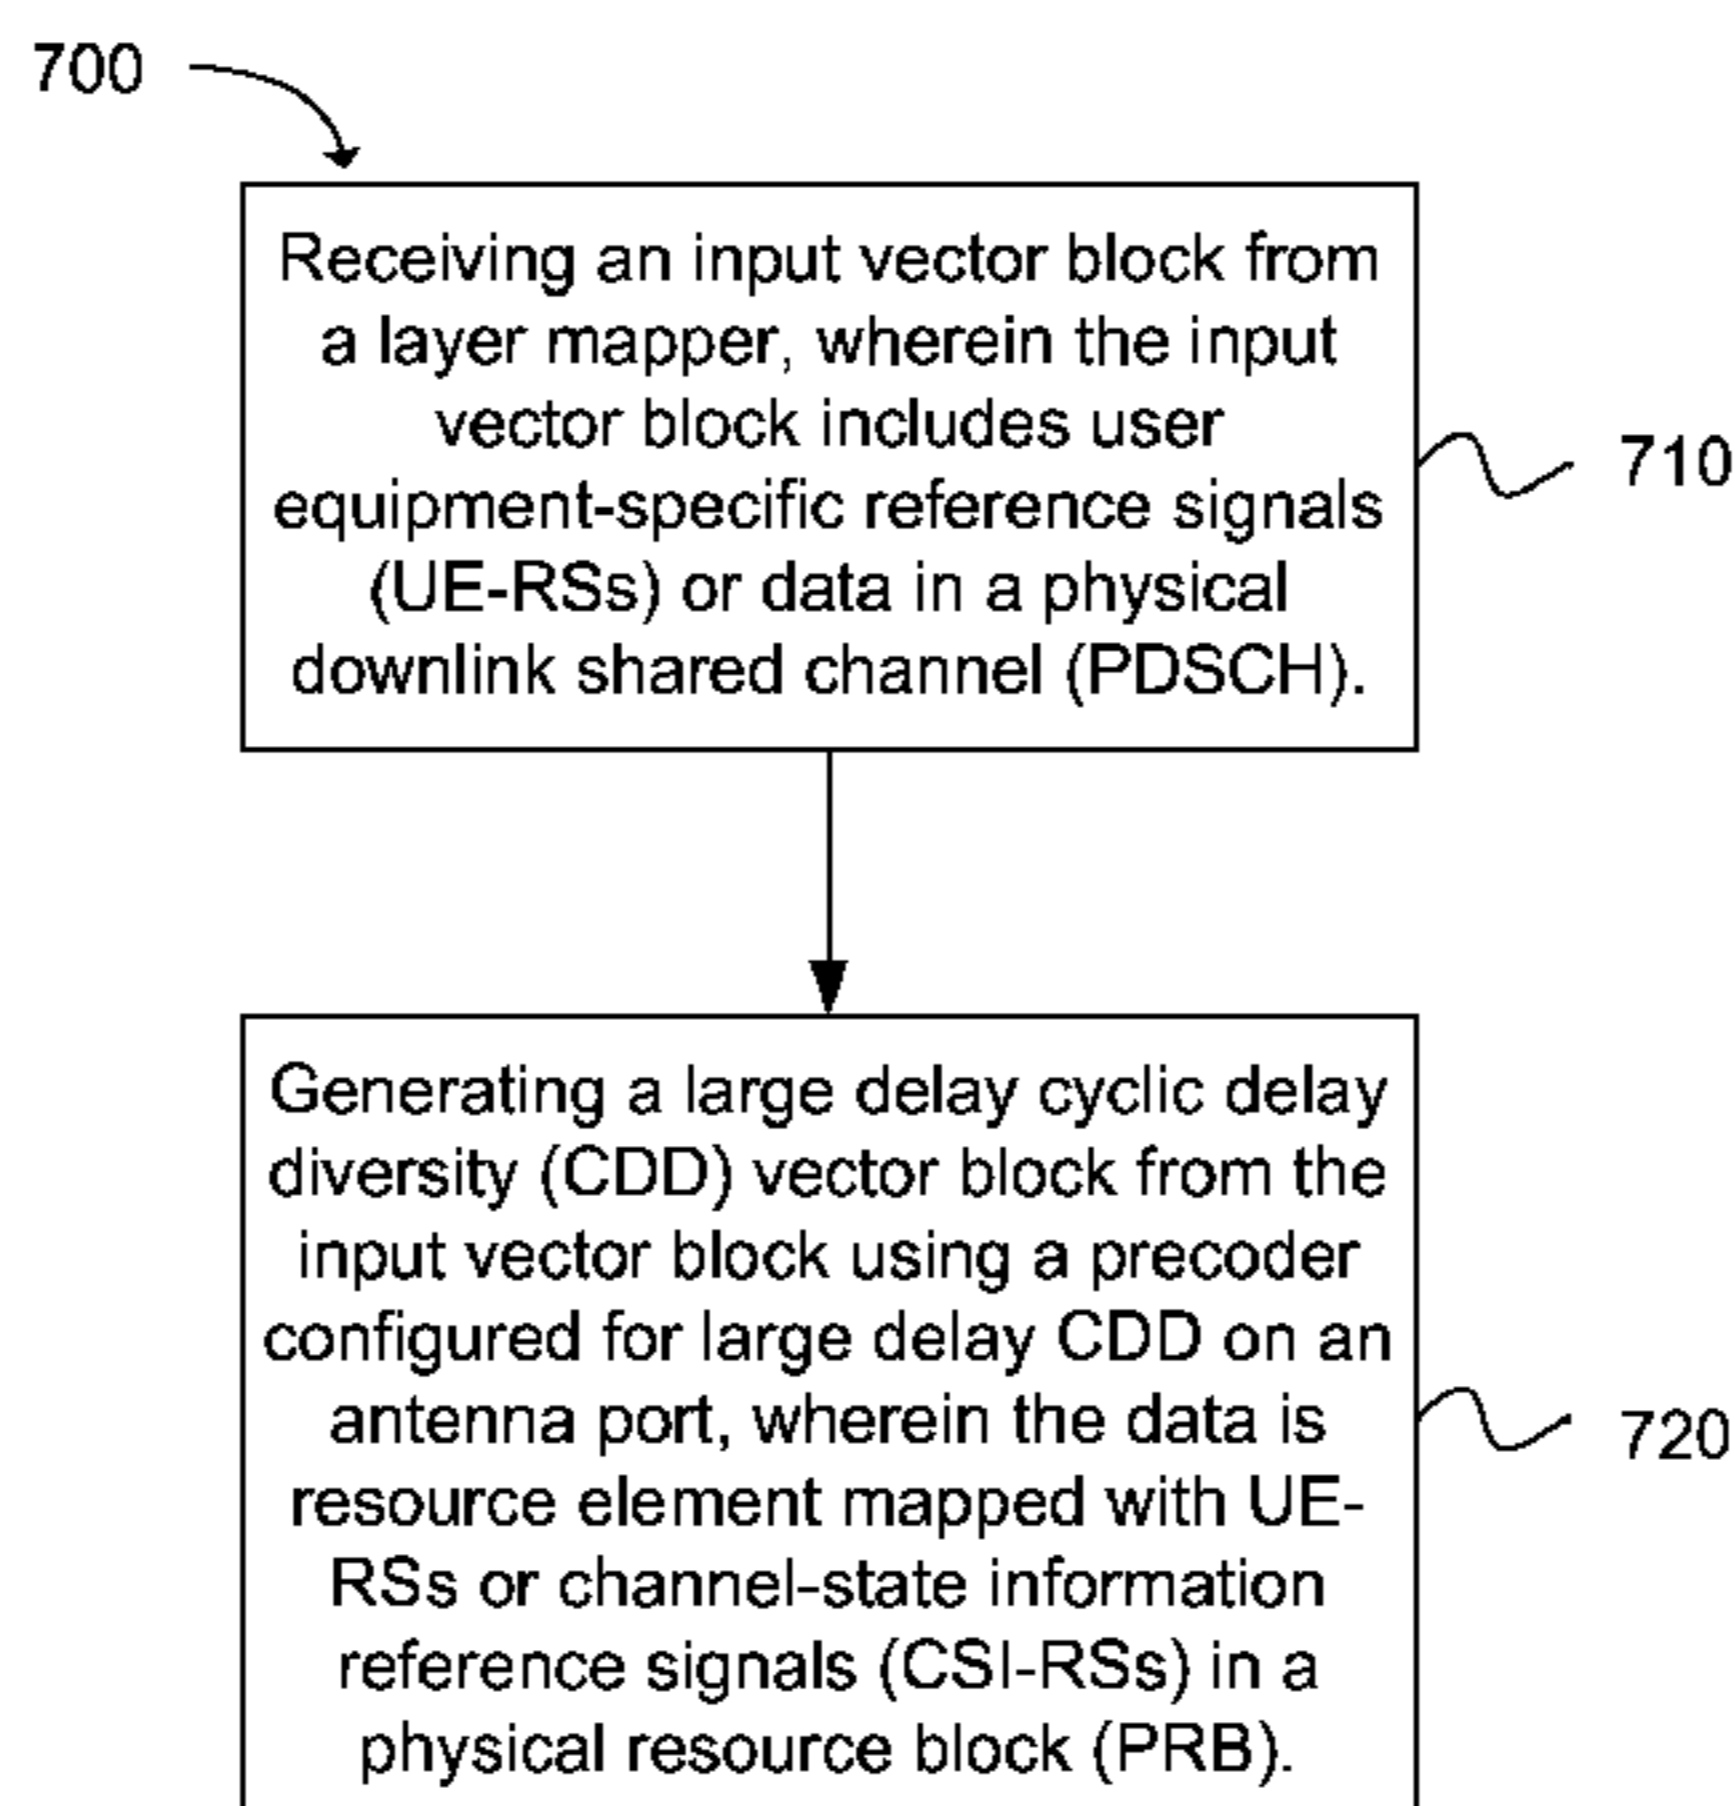 700
Receiving an input vector block from
a layer mapper, wherein the input
vector block includes user
equipment-specific reference signals
(UE-RSs) or data in a physical
downlink shared channel (PDSCH).
710
Generating a large delay cyclic delay
diversity (CDD) vector block from the
input vector block using a precoder
configured for large delay CDD on an
antenna port, wherein the data is
resource element mapped with UE-
RSs or channel-state information
reference signals (CSI-RSs) in a
physical resource block (PRB).
720